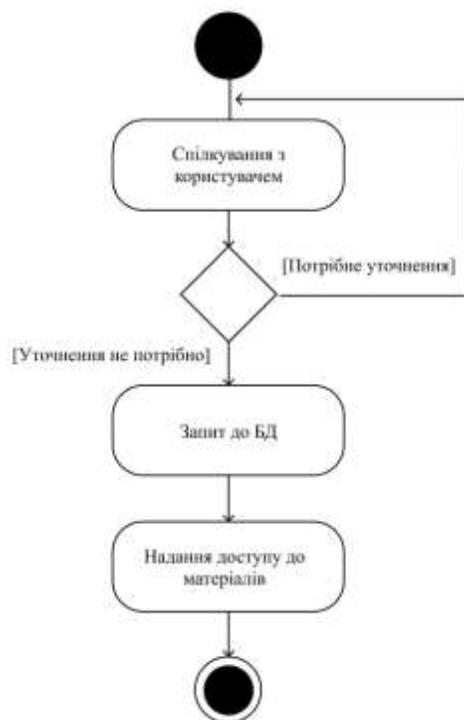 Спілкування з
користувачем
[Потрібне уточнення]
[Уточнення не потрібно]
Запит до БД
Надання доступу до
матеріалів